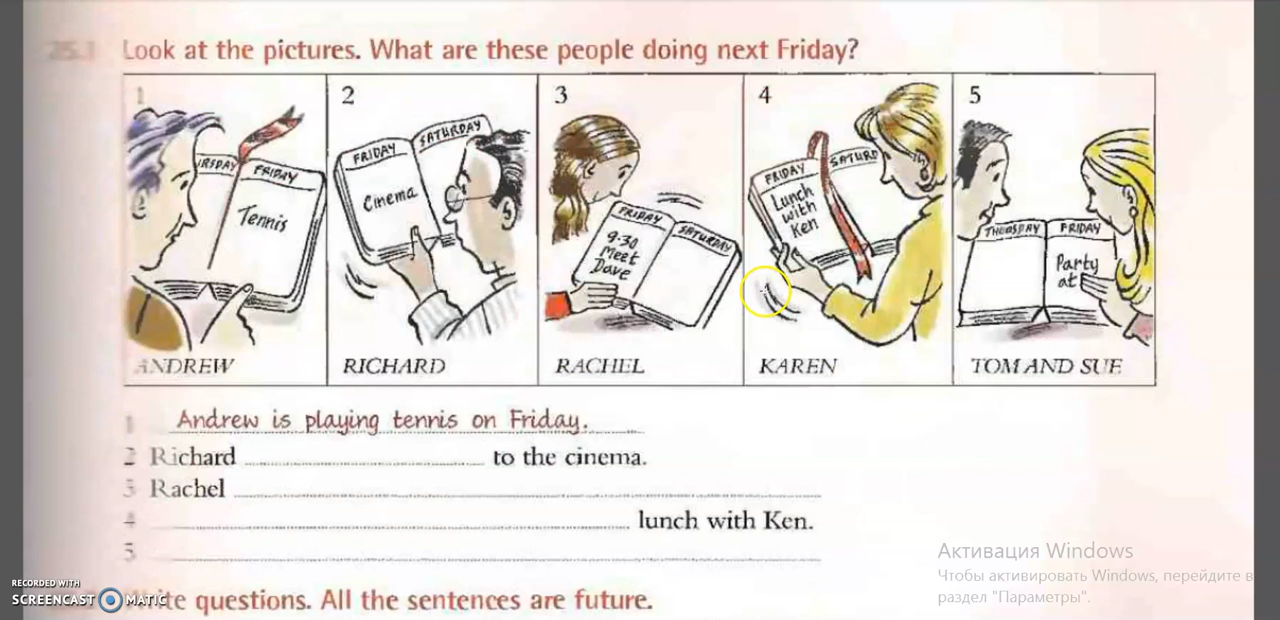 25.1 Look at the pictures. What are these people doing next Friday?
1
2
3
4
5
FRIDAY
Tennis
FRIDAY
SATURDAY
Cinema
FRIDAY
SATURDAY
9.30
Meet
Dave
FRIDAY
Lunch
with
Ken
THURSDAY
FRIDAY
Party
at
ANDREW
RICHARD
RACHEL
KAREN
TOM AND SUE
1 Andrew is playing tennis on Friday.
2 Richard to the cinema.
3 Rachel
4 lunch with Ken.
5
questions. All the sentences are future.
Активация Windows
Чтобы активировать Windows, перейдите в
раздел "Параметры".
RECORDED WITH
SCREENCAST MATIC